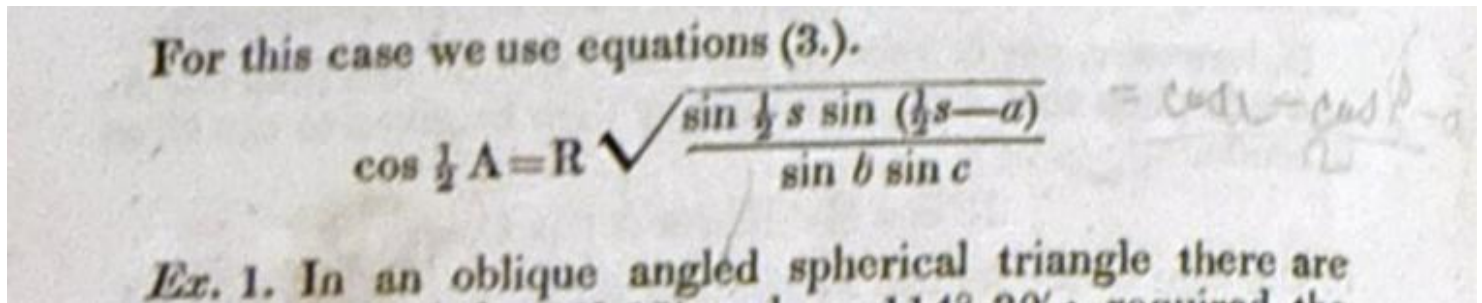 For this case we use equations (3.).
cos ½ A=R √ sin ½ s sin (½s—a) / sin b sin c
Ex. 1. In an oblique angled spherical triangle there are